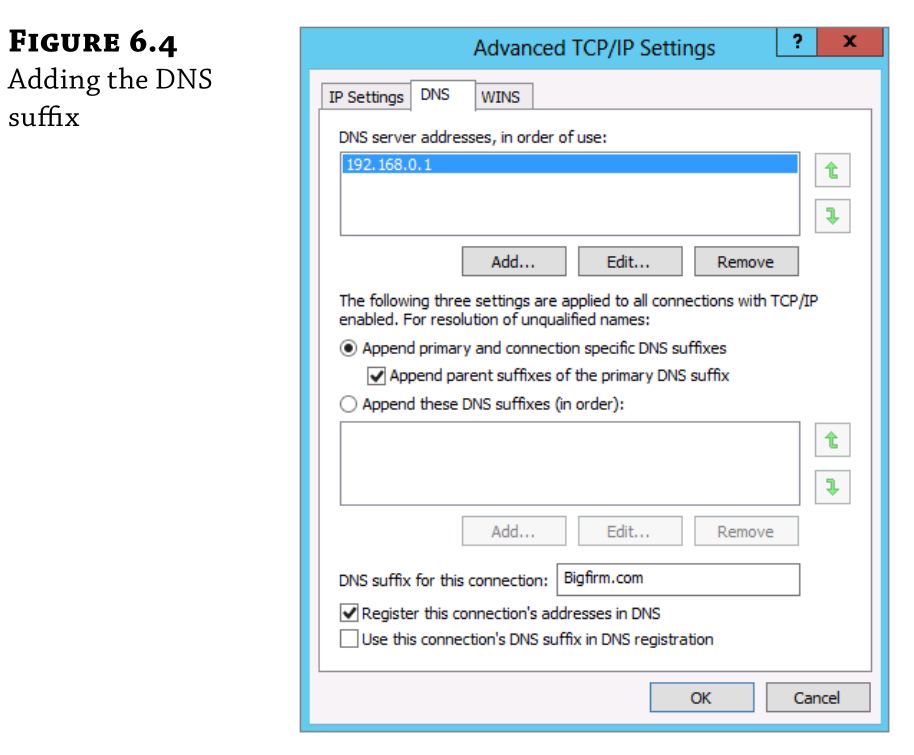 FIGURE 6.4
Adding the DNS
suffix
Advanced TCP/IP Settings
?
x
IP Settings
DNS
WINS
DNS server addresses, in order of use:
192.168.0.1
Add...
Edit...
Remove
The following three settings are applied to all connections with TCP/IP
enabled. For resolution of unqualified names:
Append primary and connection specific DNS suffixes
Append parent suffixes of the primary DNS suffix
Append these DNS suffixes (in order):
Add...
Edit...
Remove
DNS suffix for this connection:
Bigfirm.com
Register this connection's addresses in DNS
Use this connection's DNS suffix in DNS registration
OK
Cancel